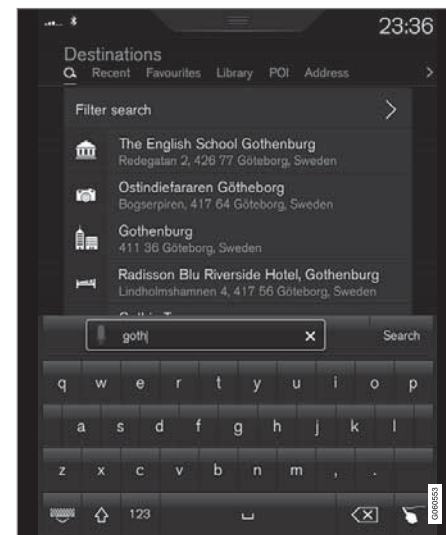 23:36
Destinations
Recent Favourites Library POI Address
Filter search
The English School Gothenburg
Redegatan 2, 426 77 Göteborg, Sweden
Ostindiefararen Götheborg
Bogserpiren, 417 64 Göteborg, Sweden
Gothenburg
411 36 Göteborg, Sweden
Radisson Blu Riverside Hotel, Gothenburg
Lindholmshamnen 4, 417 56 Göteborg, Sweden
goth Search
q w e r t y u i o p
a s d f g h j k l
z x c v b n m , .
123
G060553